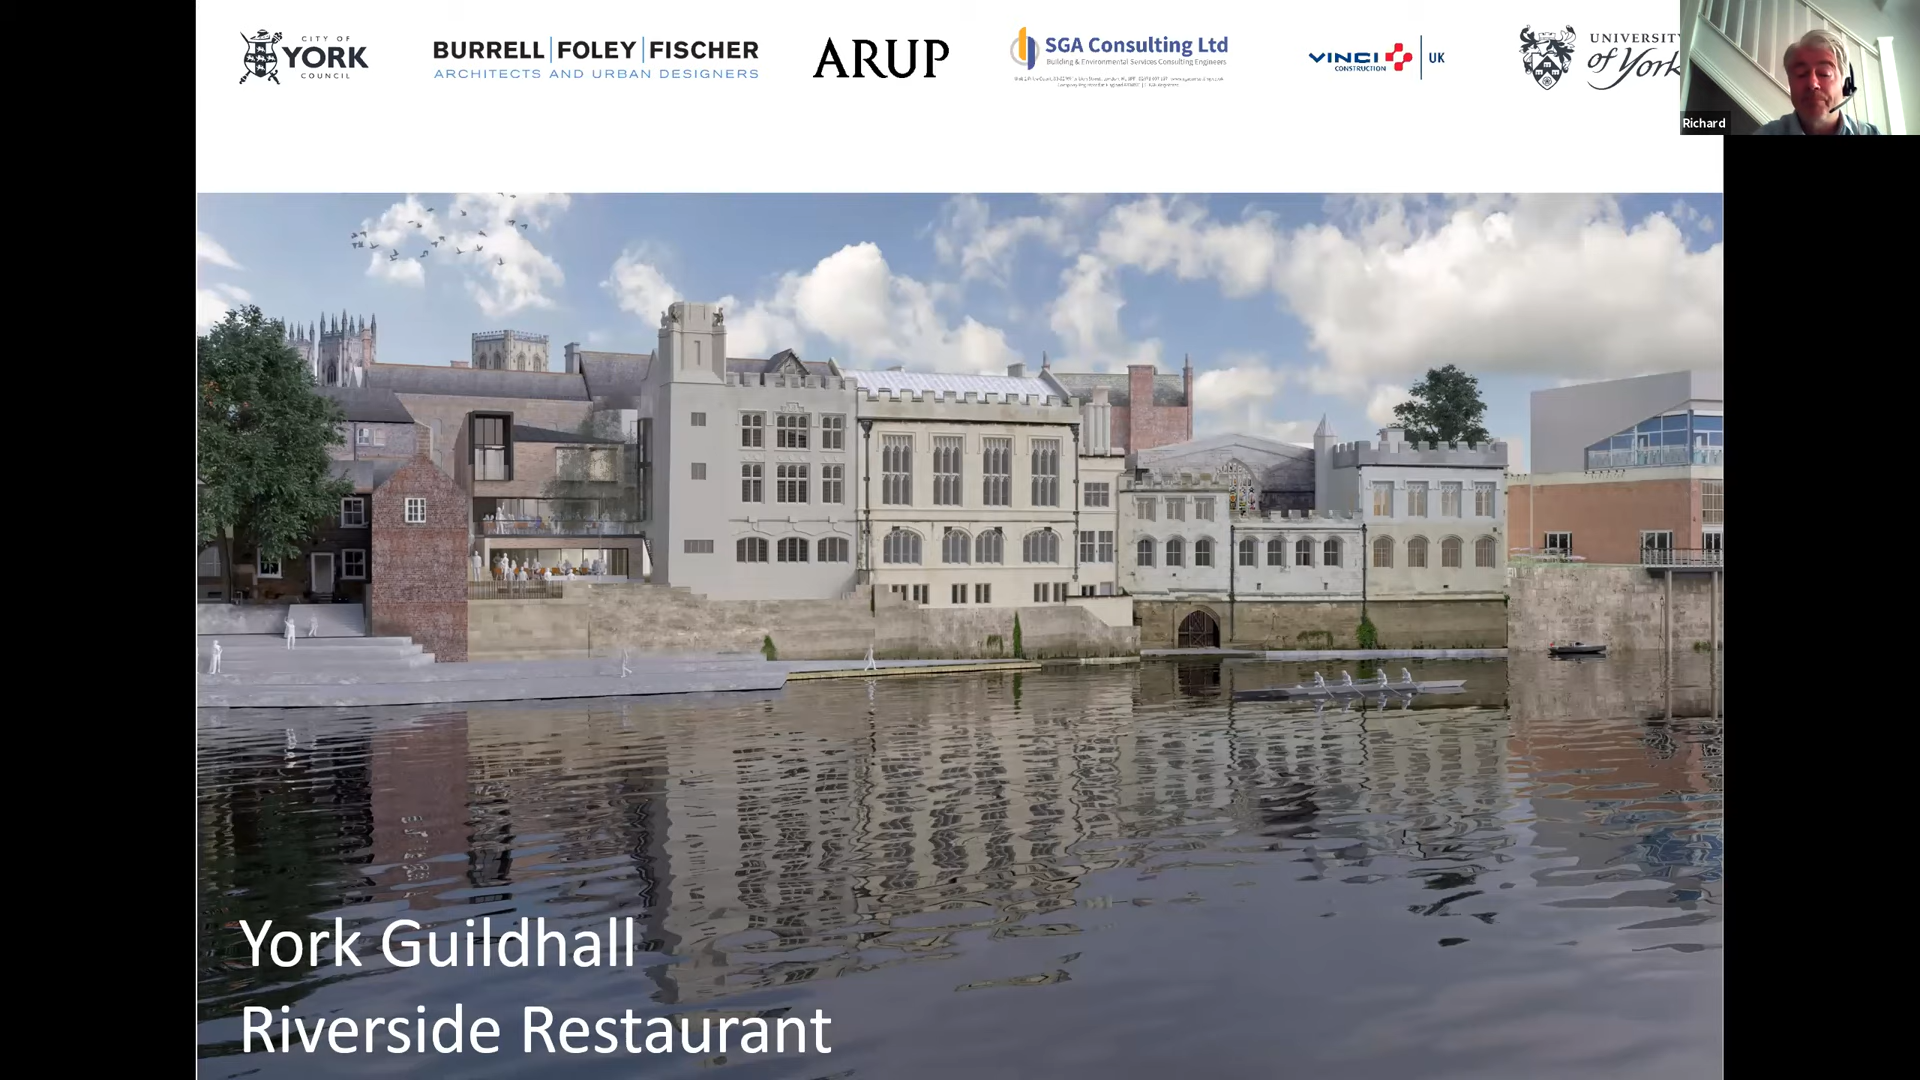 CITY OF
YORK
COUNCIL
BURRELL FOLEY FISCHER
ARCHITECTS AND URBAN DESIGNERS
ARUP
SGA Consulting Ltd
Building & Environmental Services Consulting Engineers
VINCI
CONSTRUCTION
UK
UNIVERSITY
of York
Richard
York Guildhall
Riverside Restaurant